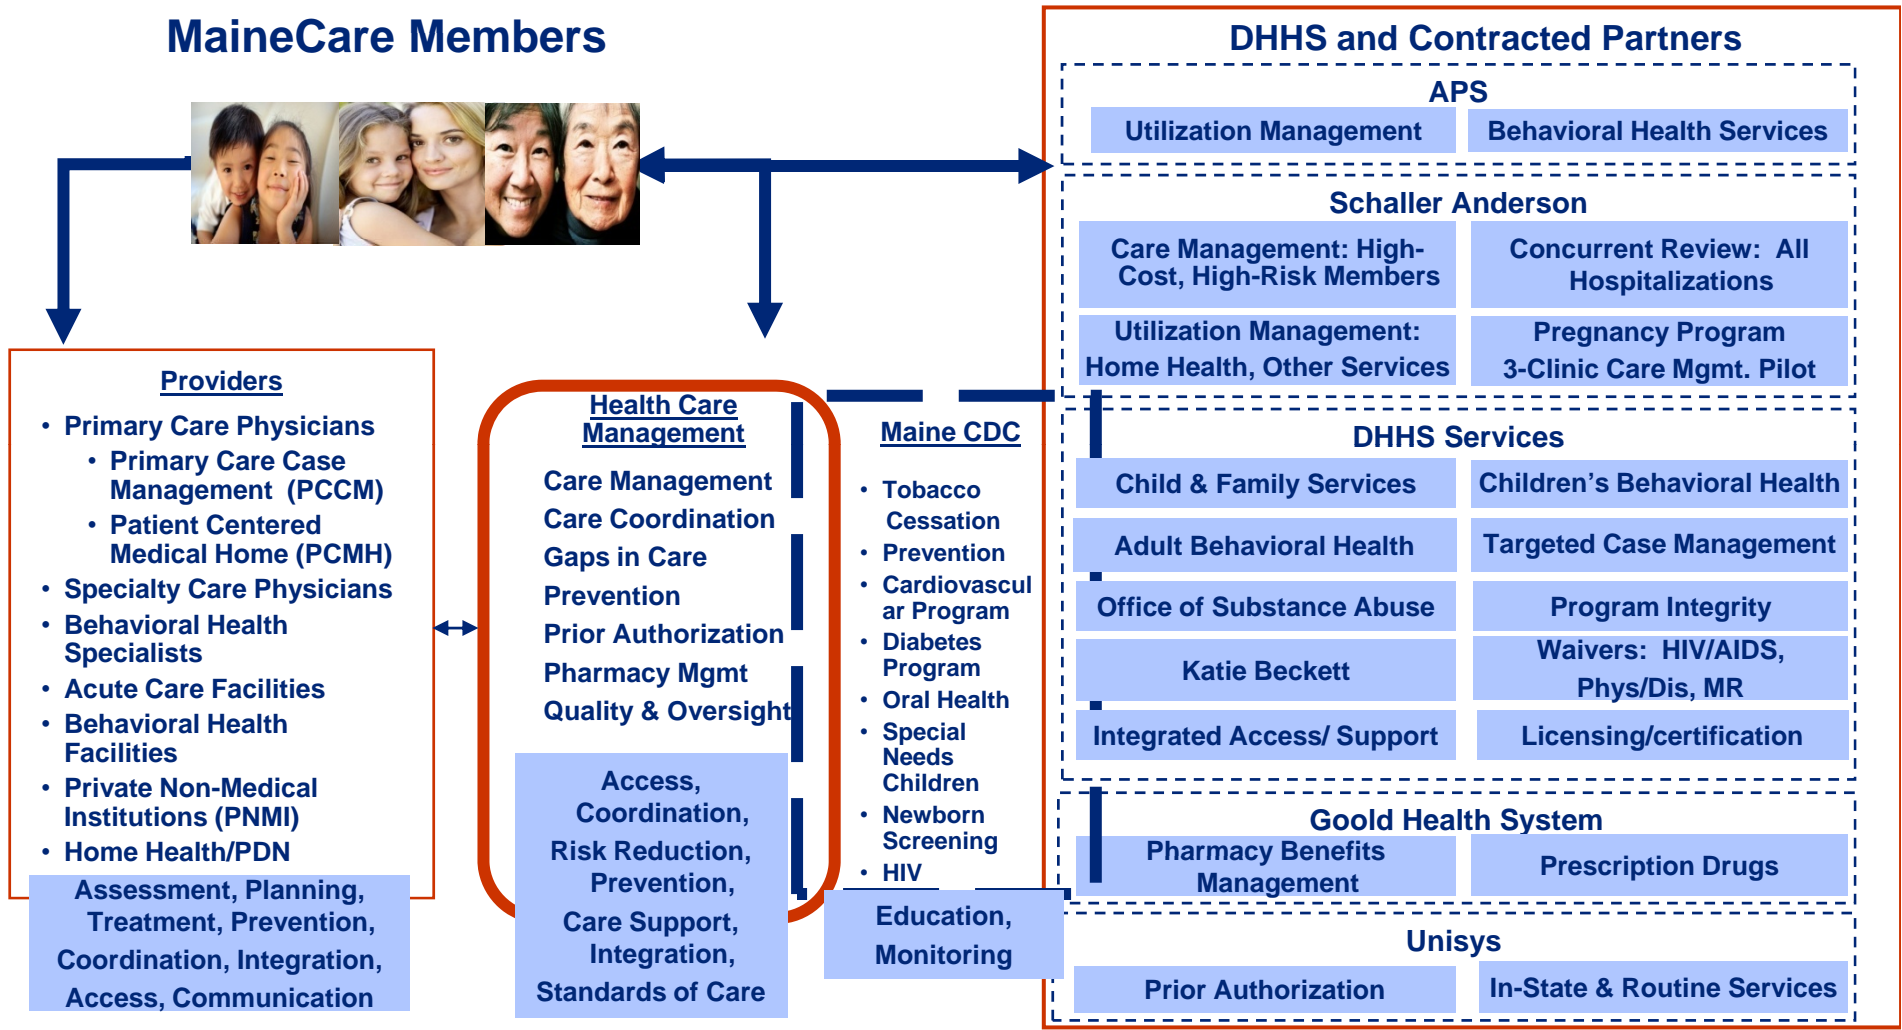 MaineCare Members
Providers
• Primary Care Physicians
• Primary Care Case
Management (PCCM)
• Patient Centered
Medical Home (PCMH)
• Specialty Care Physicians
• Behavioral Health
Specialists
• Acute Care Facilities
• Behavioral Health
Facilities
• Private Non-Medical
Institutions (PNMI)
• Home Health/PDN
Assessment, Planning,
Treatment, Prevention,
Coordination, Integration,
Access, Communication
Health Care
Management
Care Management
Care Coordination
Gaps in Care
Prevention
Prior Authorization
Pharmacy Mgmt
Quality & Oversight
Access,
Coordination,
Risk Reduction,
Prevention,
Care Support,
Integration,
Standards of Care
Maine CDC
• Tobacco
Cessation
• Prevention
• Cardiovascul
ar Program
• Diabetes
Program
• Oral Health
• Special
Needs
Children
• Newborn
Screening
• HIV
Education,
Monitoring
DHHS and Contracted Partners
APS
Utilization Management
Behavioral Health Services
Schaller Anderson
Care Management: High-
Cost, High-Risk Members
Concurrent Review: All
Hospitalizations
Utilization Management:
Home Health, Other Services
Pregnancy Program
3-Clinic Care Mgmt. Pilot
DHHS Services
Child & Family Services
Children’s Behavioral Health
Adult Behavioral Health
Targeted Case Management
Office of Substance Abuse
Program Integrity
Katie Beckett
Waivers: HIV/AIDS,
Phys/Dis, MR
Integrated Access/ Support
Licensing/certification
Goold Health System
Pharmacy Benefits
Management
Prescription Drugs
Unisys
Prior Authorization
In-State & Routine Services